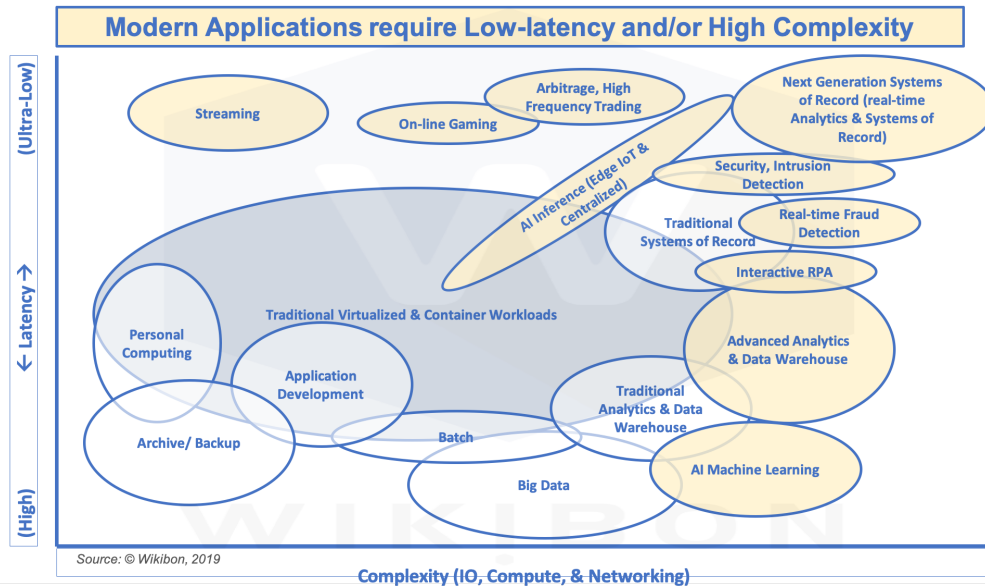 Modern Applications require Low-latency and/or High Complexity
(Ultra-Low)
← Latency →
(High)
Streaming
On-line Gaming
Arbitrage, High
Frequency Trading
Next Generation Systems
of Record (real-time
Analytics & Systems of
Record)
AI Inference (Edge IoT &
Centralized)
Security, Intrusion
Detection
Traditional
Systems of Record
Real-time Fraud
Detection
Interactive RPA
Traditional Virtualized & Container Workloads
Personal
Computing
Application
Development
Advanced Analytics
& Data Warehouse
Traditional
Analytics & Data
Warehouse
Archive/ Backup
Batch
AI Machine Learning
Big Data
WIKIBON
Source: © Wikibon, 2019
Complexity (IO, Compute, & Networking)